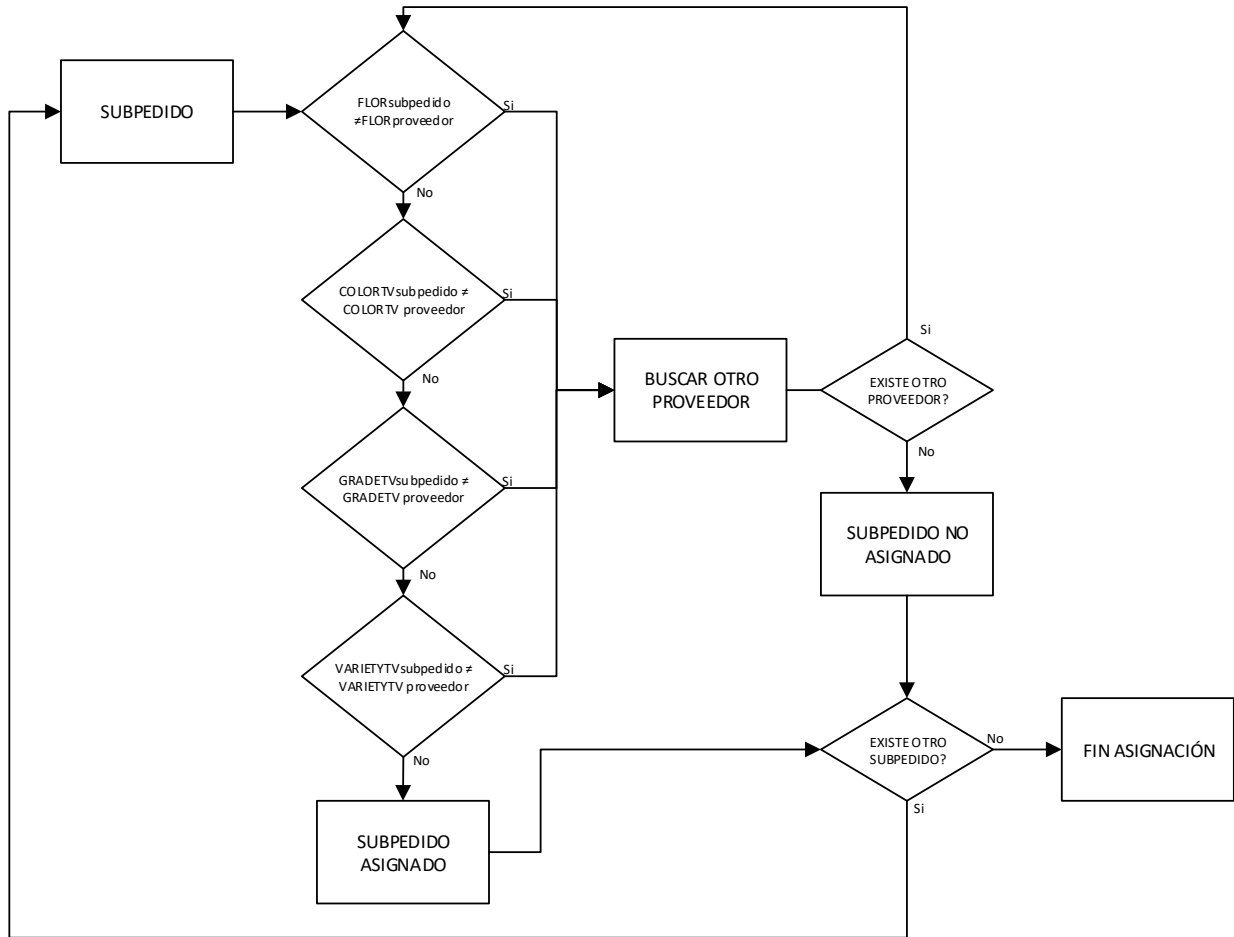 SUBPEDIDO
FLORsubpedido
≠FLORproveedor
Si
No
COLORTVsubpedido ≠
COLORTV proveedor
Si
No
GRADETVsubpedido ≠
GRADETV proveedor
Si
No
VARIETYTVsubpedido ≠
VARIETYTV proveedor
Si
No
SUBPEDIDO
ASIGNADO
BUSCAR OTRO
PROVEEDOR
Si
EXISTE OTRO
PROVEEDOR?
No
SUBPEDIDO NO
ASIGNADO
EXISTE OTRO
SUBPEDIDO?
No
Si
FIN ASIGNACIÓN